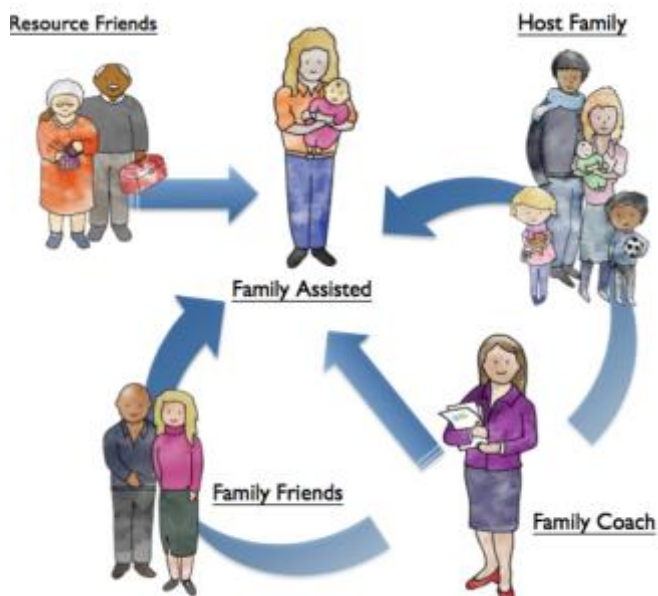 Resource Friends
Host Family
Family Assisted
Family Friends
Family Coach